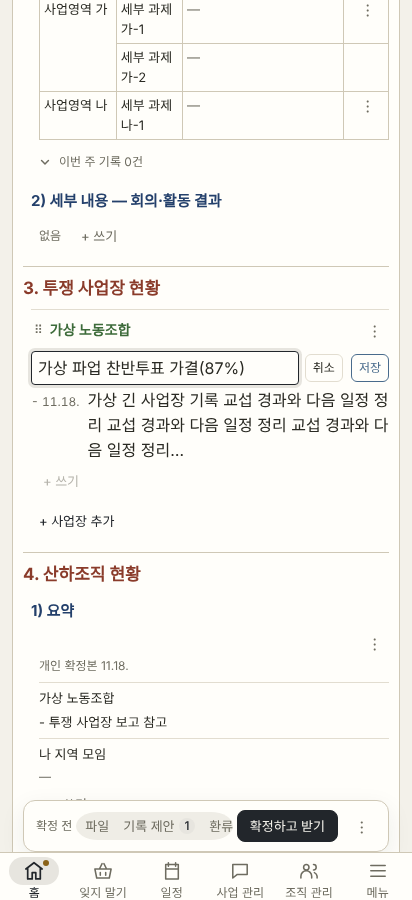 사업영역 가
세부 과제
—
가-1
세부 과제
—
가-2
사업영역 나
세부 과제
—
나-1
이번 주 기록 0건
2) 세부 내용 — 회의·활동 결과
없음 + 쓰기
3. 투쟁 사업장 현황
가상 노동조합
가상 파업 찬반투표 가결(87%) 취소 저장
- 11.18. 가상 긴 사업장 기록 교섭 경과와 다음 일정 정
리 교섭 경과와 다음 일정 정리 교섭 경과와 다
음 일정 정리...
+ 쓰기
+ 사업장 추가
4. 산하조직 현황
1) 요약
개인 확정본 11.18.
가상 노동조합
- 투쟁 사업장 보고 참고
나 지역 모임
—
확정 전 파일 기록 제안 1 환류 확정하고 받기
홈 잊지 말기 일정 사업 관리 조직 관리 메뉴